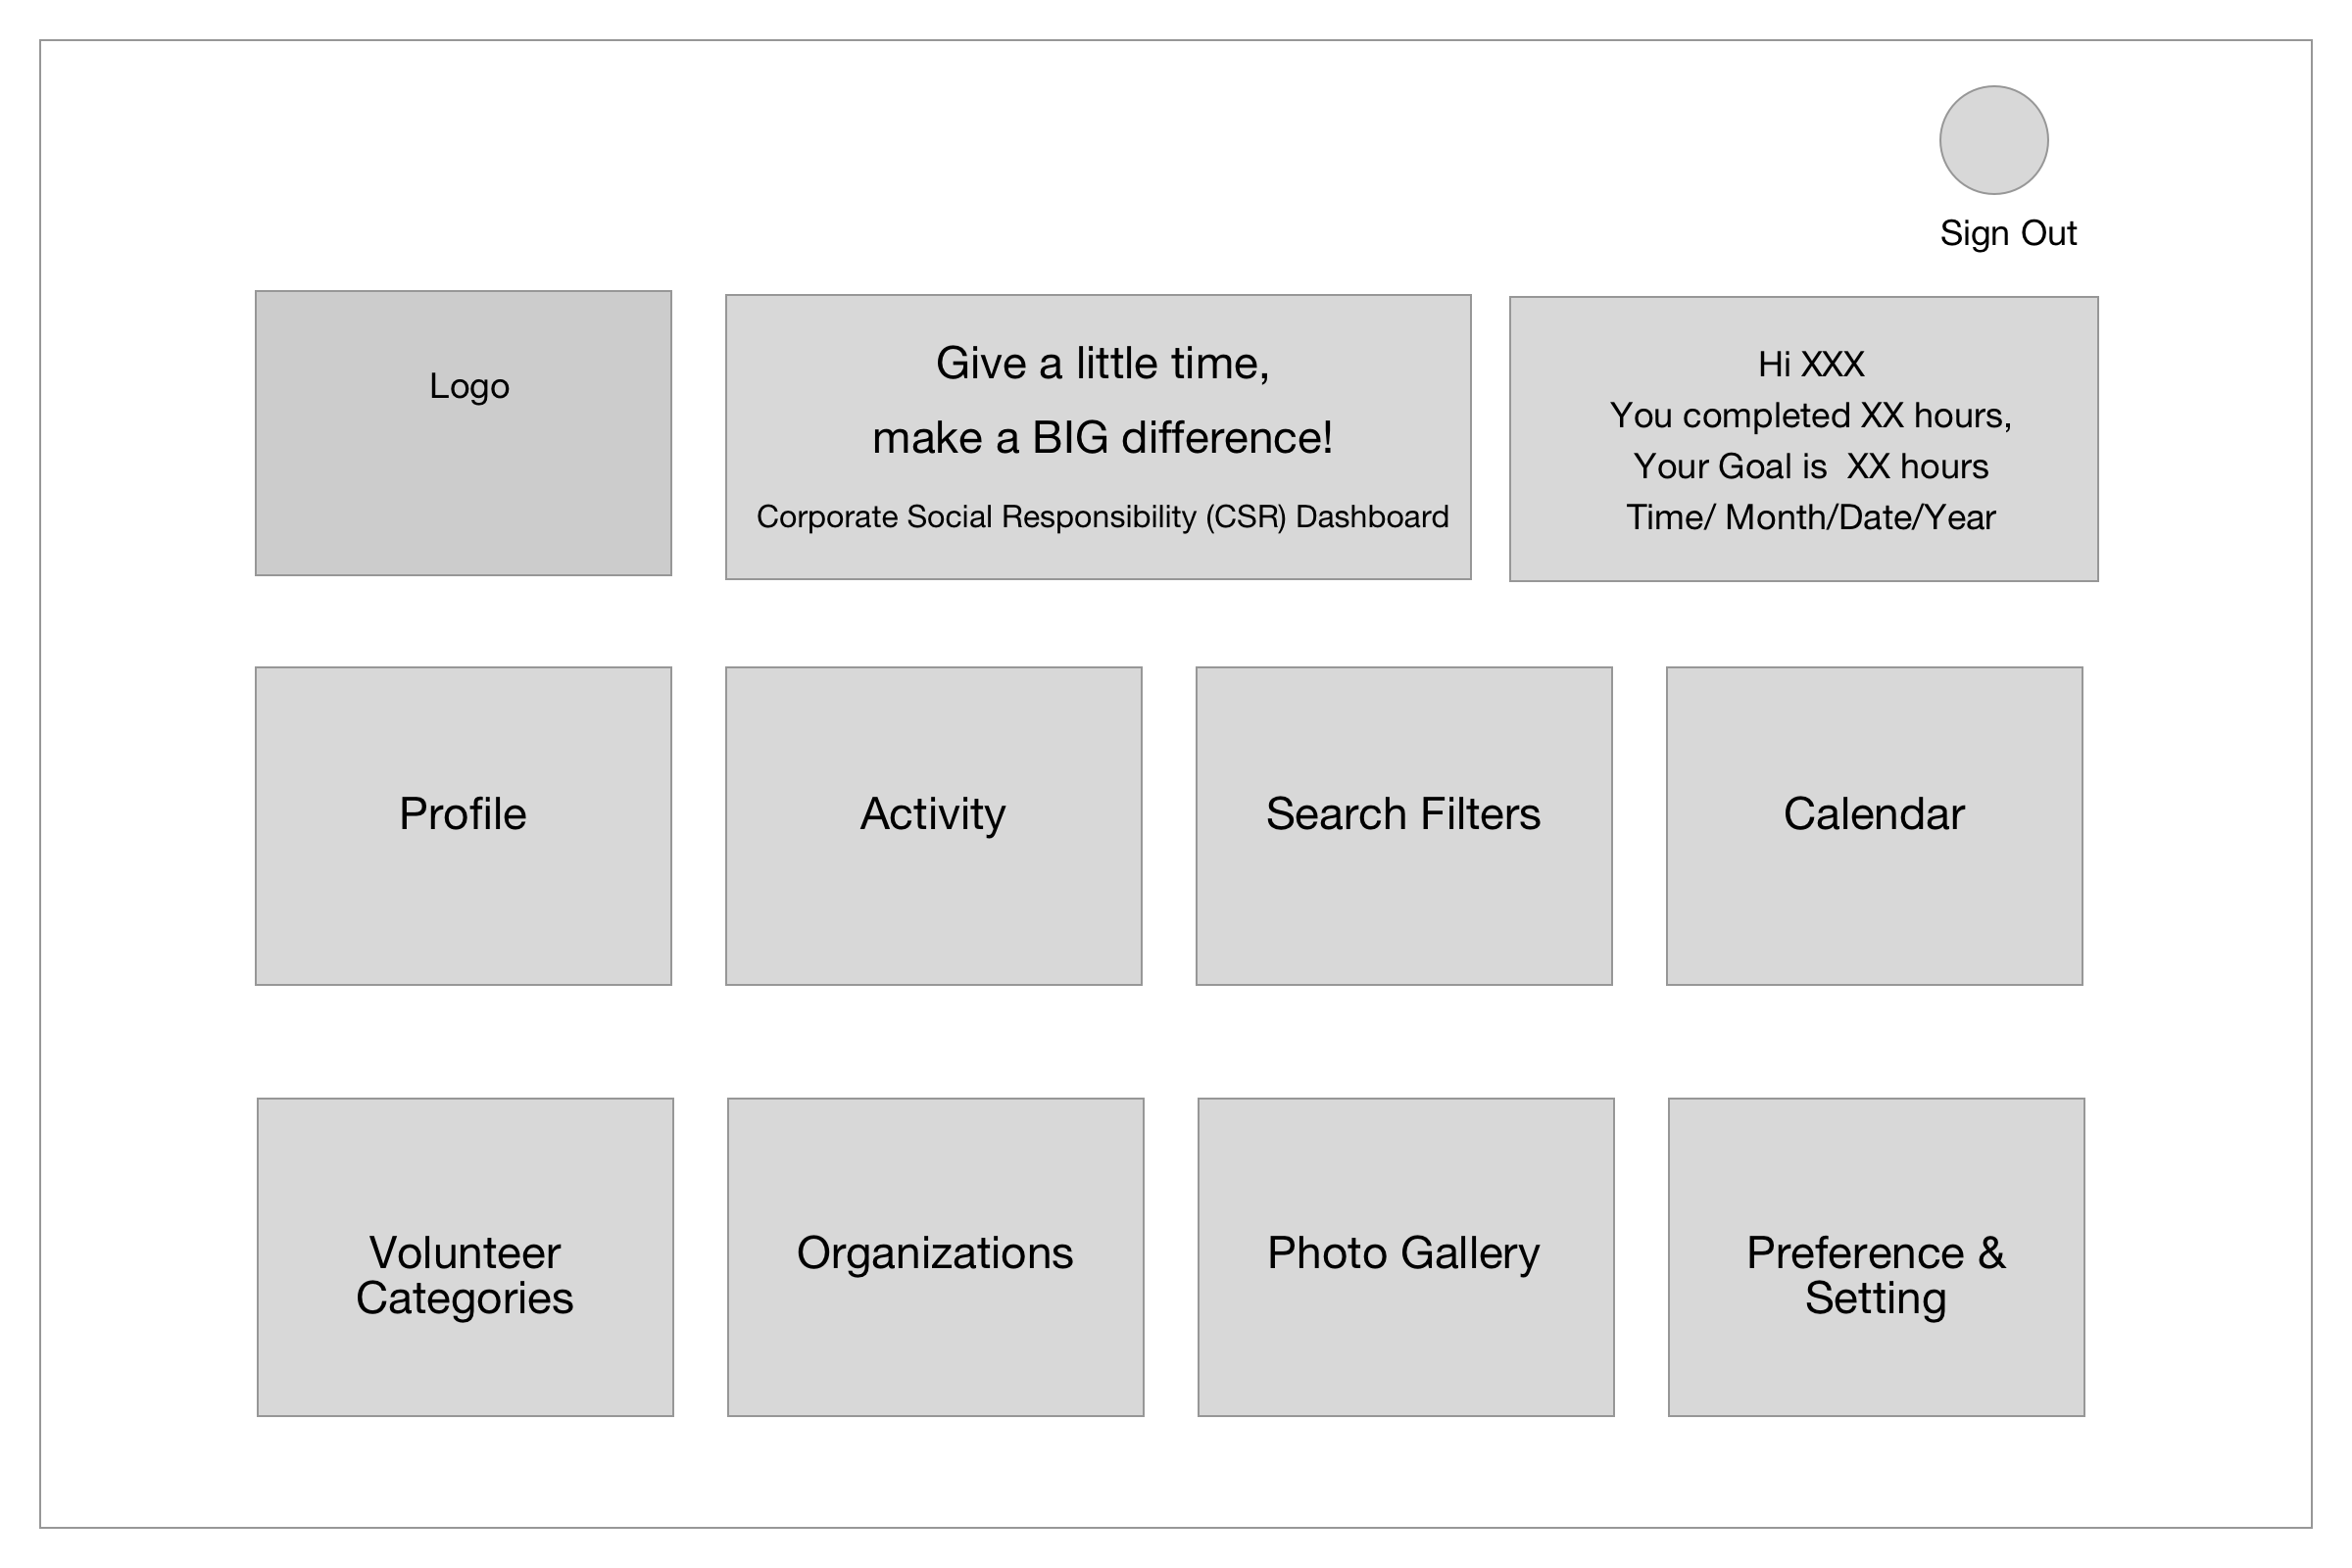 Sign Out
Logo
Give a little time,
make a BIG difference!
Corporate Social Responsibility (CSR) Dashboard
Hi XXX
You completed XX hours,
Your Goal is  XX hours
Time/ Month/Date/Year
Profile
Activity
Search Filters
Calendar
Volunteer
Categories
Organizations
Photo Gallery
Preference &
Setting